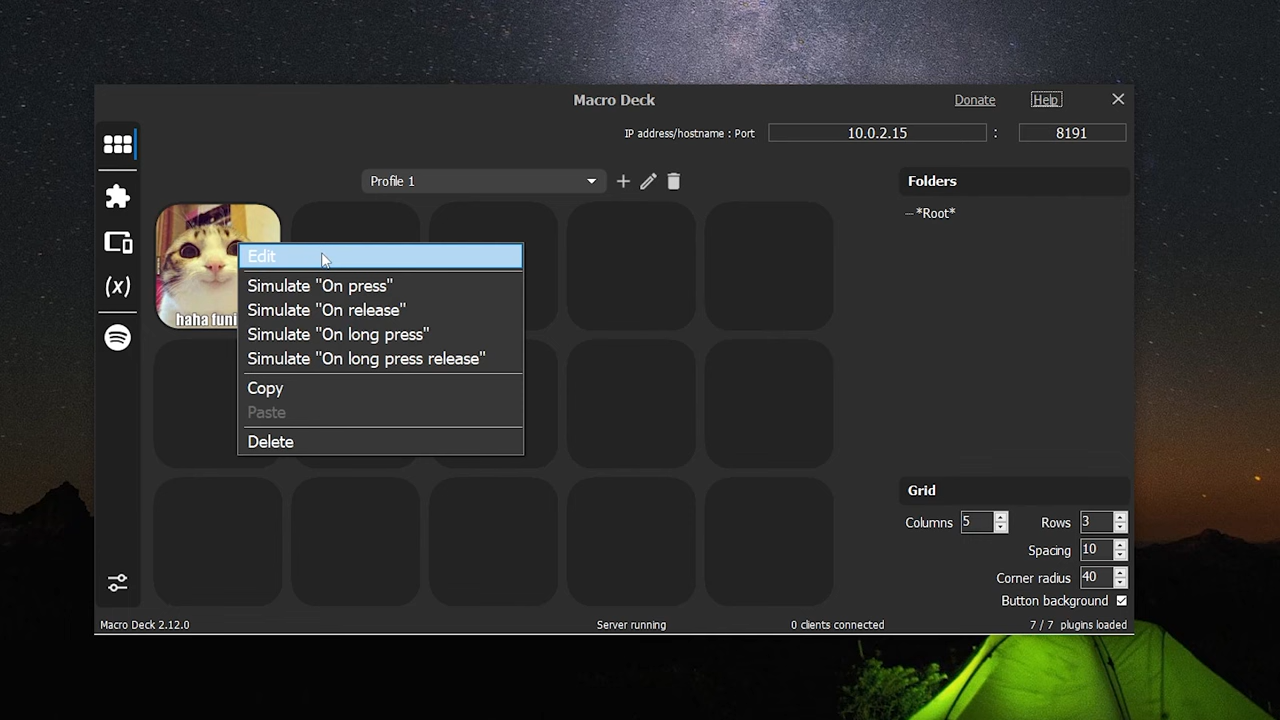 Macro Deck
Donate
Help
IP address/hostname : Port
10.0.2.15
:
8191
Profile 1
Folders
*Root*
haha funi
Edit
Simulate "On press"
Simulate "On release"
Simulate "On long press"
Simulate "On long press release"
Copy
Paste
Delete
Grid
Columns
5
Rows
3
Spacing
10
Corner radius
40
Button background
(x)
Macro Deck 2.12.0
Server running
0 clients connected
7 / 7 plugins loaded